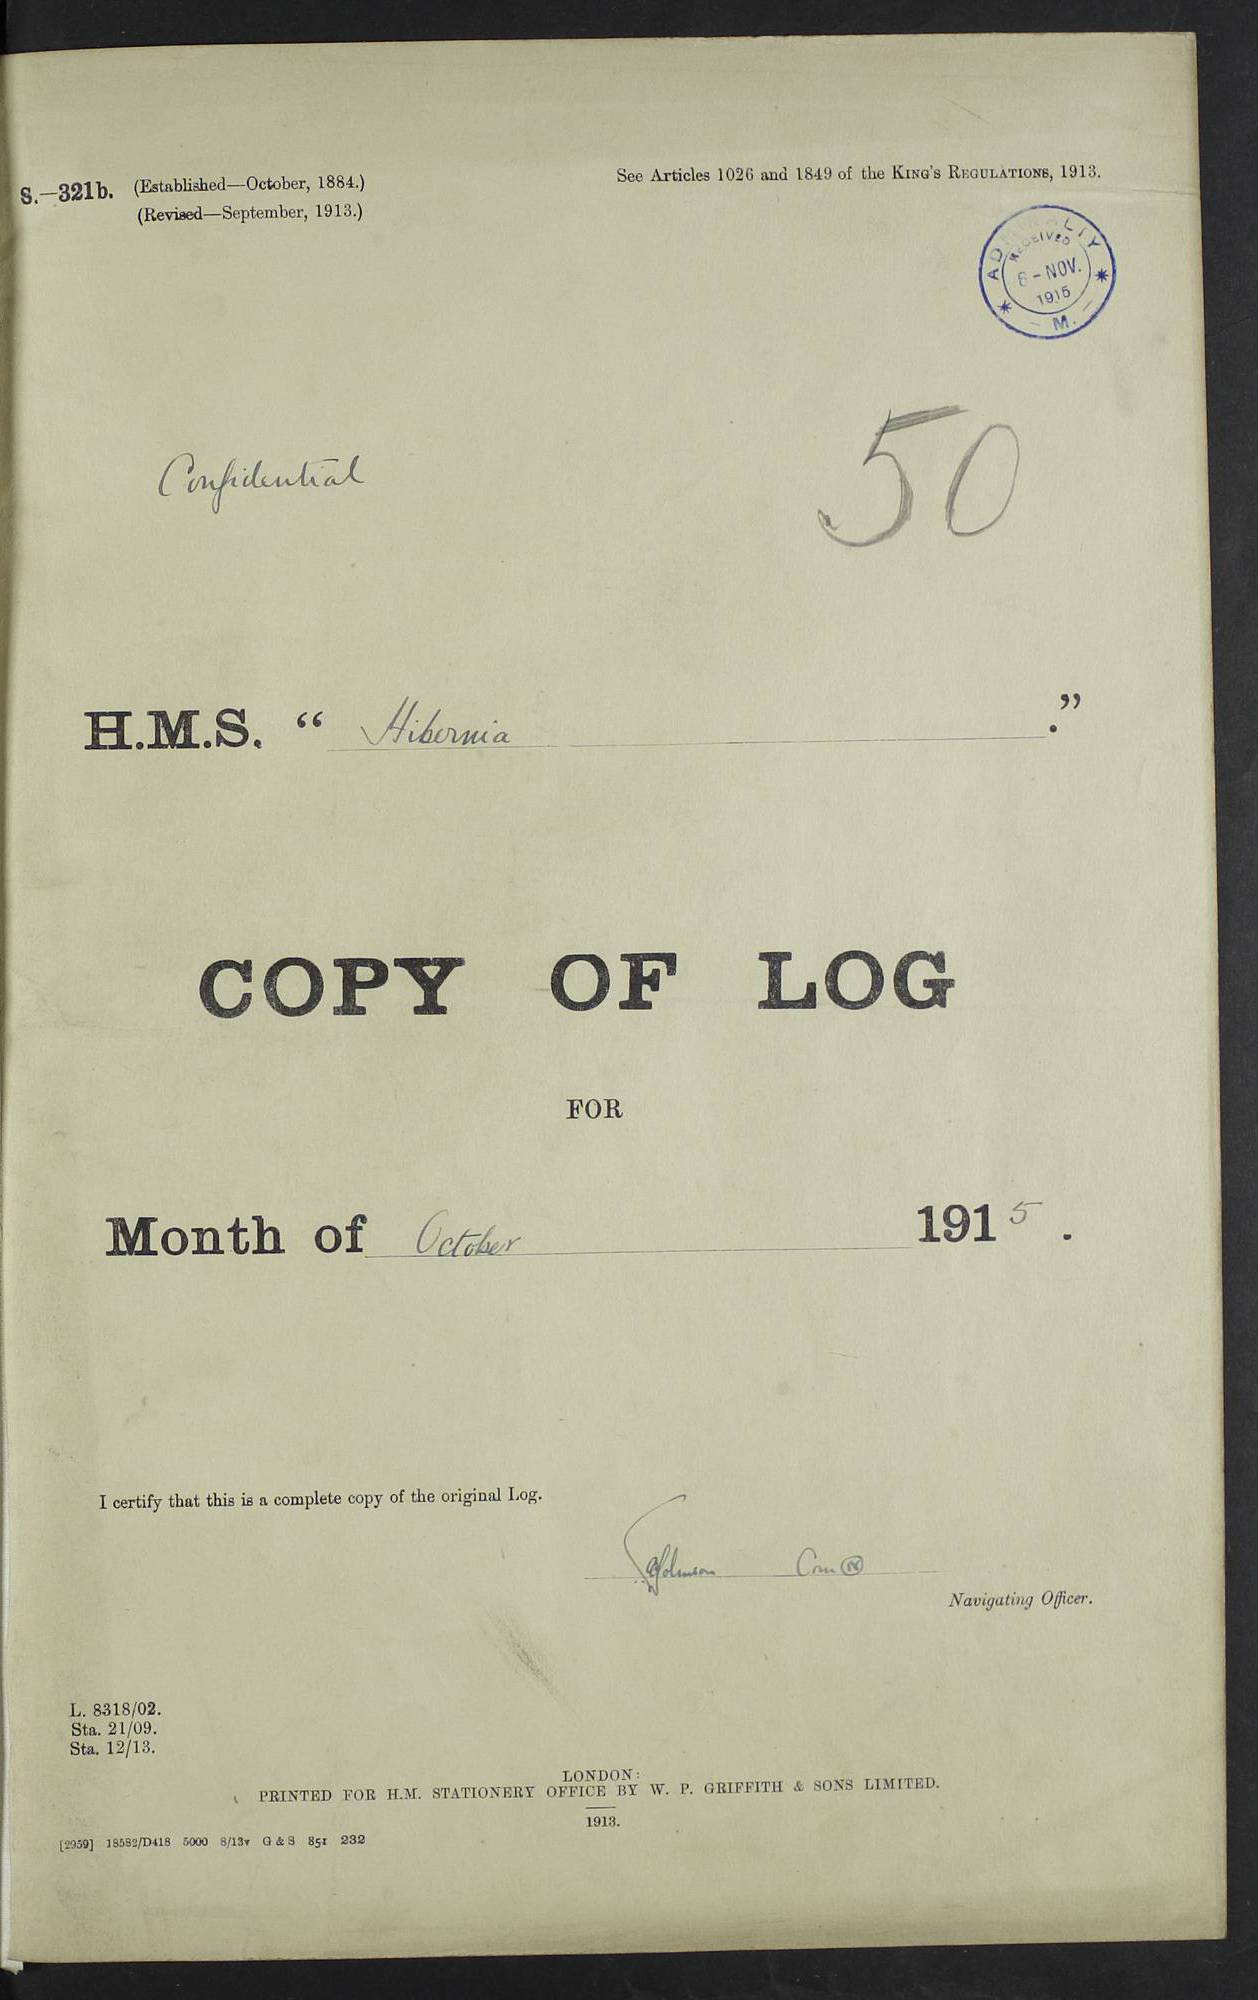 S.—321b. (Established—October, 1884.)
(Revised—September, 1913.)
See Articles 1026 and 1849 of the KING'S REGULATIONS, 1913.
ADMIRALTY
RECEIVED
8 - NOV.
1915
* — M. — *
Confidential
50
H.M.S. “ Hibernia .”
COPY OF LOG
FOR
Month of October 1915.
I certify that this is a complete copy of the original Log.
Johnson Com (N)
Navigating Officer.
L. 8318/02.
Sta. 21/09.
Sta. 12/13.
LONDON:
PRINTED FOR H.M. STATIONERY OFFICE BY W. P. GRIFFITH & SONS LIMITED.
1913.
[2959] 18582/D418 5000 8/13v G & S 851 232